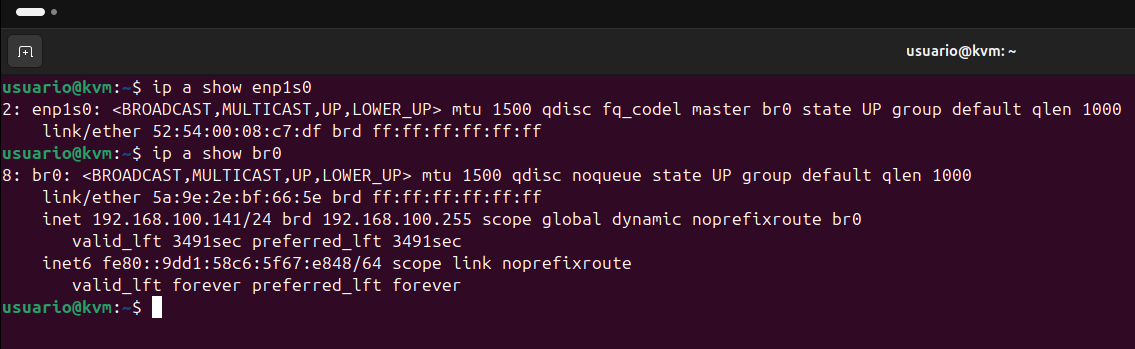 usuario@kvm: ~
usuario@kvm:~$ ip a show enp1s0
2: enp1s0: <BROADCAST,MULTICAST,UP,LOWER_UP> mtu 1500 qdisc fq_codel master br0 state UP group default qlen 1000
    link/ether 52:54:00:08:c7:df brd ff:ff:ff:ff:ff:ff
usuario@kvm:~$ ip a show br0
8: br0: <BROADCAST,MULTICAST,UP,LOWER_UP> mtu 1500 qdisc noqueue state UP group default qlen 1000
    link/ether 5a:9e:2e:bf:66:5e brd ff:ff:ff:ff:ff:ff
    inet 192.168.100.141/24 brd 192.168.100.255 scope global dynamic noprefixroute br0
       valid_lft 3491sec preferred_lft 3491sec
    inet6 fe80::9dd1:58c6:5f67:e848/64 scope link noprefixroute
       valid_lft forever preferred_lft forever
usuario@kvm:~$